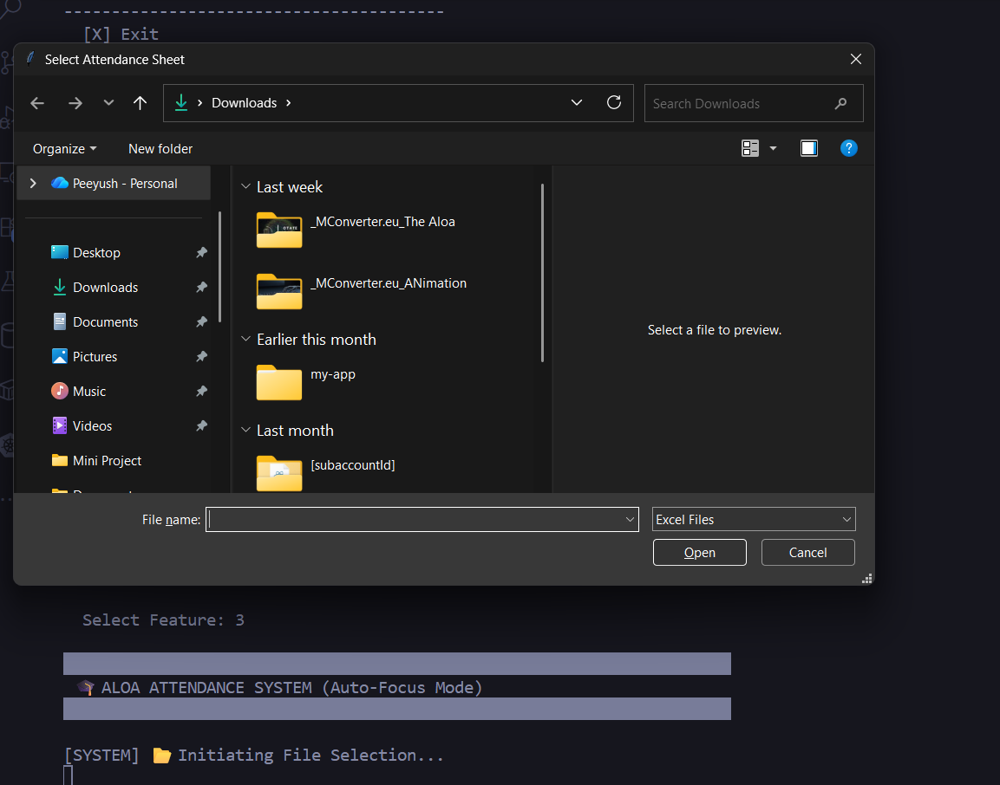 ----------------------------------------
[X] Exit
Select Attendance Sheet
Downloads
Search Downloads
Organize
New folder
Peeyush - Personal
Desktop
Downloads
Documents
Pictures
Music
Videos
Mini Project
Last week
_MConverter.eu_The Aloa
_MConverter.eu_ANimation
Earlier this month
my-app
Last month
[subaccountId]
Select a file to preview.
File name:
Excel Files
Open
Cancel
Select Feature: 3
ALOA ATTENDANCE SYSTEM (Auto-Focus Mode)
[SYSTEM] 📂 Initiating File Selection...